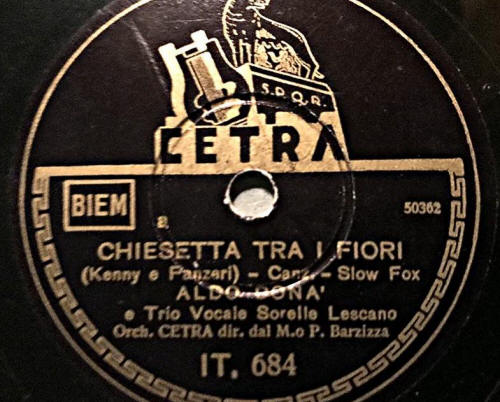 S.P.Q.R.
CETRA
BIEM
a
50362
CHIESETTA TRA I FIORI
(Kenny e Panzeri) - Canz. - Slow Fox
ALDO DONA'
e Trio Vocale Sorelle Lescano
Orch. CETRA dir. dal M.o P. Barzizza
IT. 684